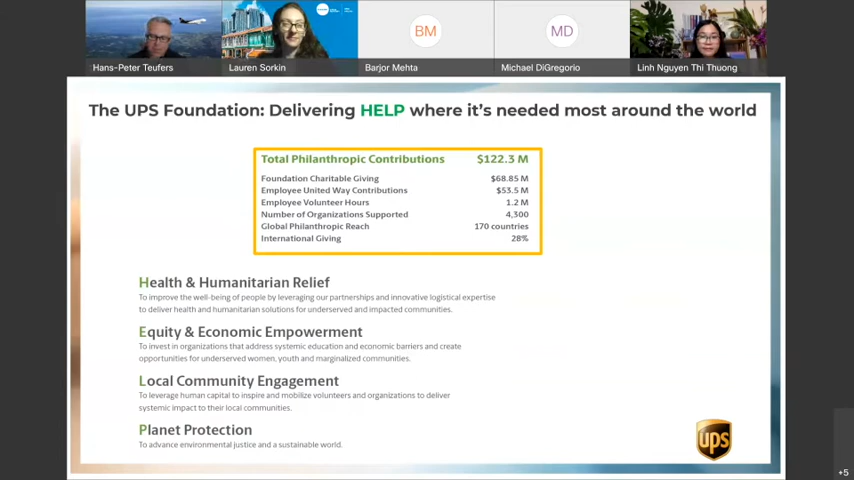 BM
MD
Hans-Peter Teufers
Lauren Sorkin
Barjor Mehta
Michael DiGregorio
Linh Nguyen Thi Thuong
The UPS Foundation: Delivering HELP where it's needed most around the world
Total Philanthropic Contributions $122.3 M
Foundation Charitable Giving $68.85 M
Employee United Way Contributions $53.5 M
Employee Volunteer Hours 1.2 M
Number of Organizations Supported 4,300
Global Philanthropic Reach 170 countries
International Giving 28%
Health & Humanitarian Relief
To improve the well-being of people by leveraging our partnerships and innovative logistical expertise
to deliver health and humanitarian solutions for underserved and impacted communities.
Equity & Economic Empowerment
To invest in organizations that address systemic education and economic barriers and create
opportunities for underserved women, youth and marginalized communities.
Local Community Engagement
To leverage human capital to inspire and mobilize volunteers and organizations to deliver
systemic impact to their local communities.
Planet Protection
To advance environmental justice and a sustainable world.
ups
+5